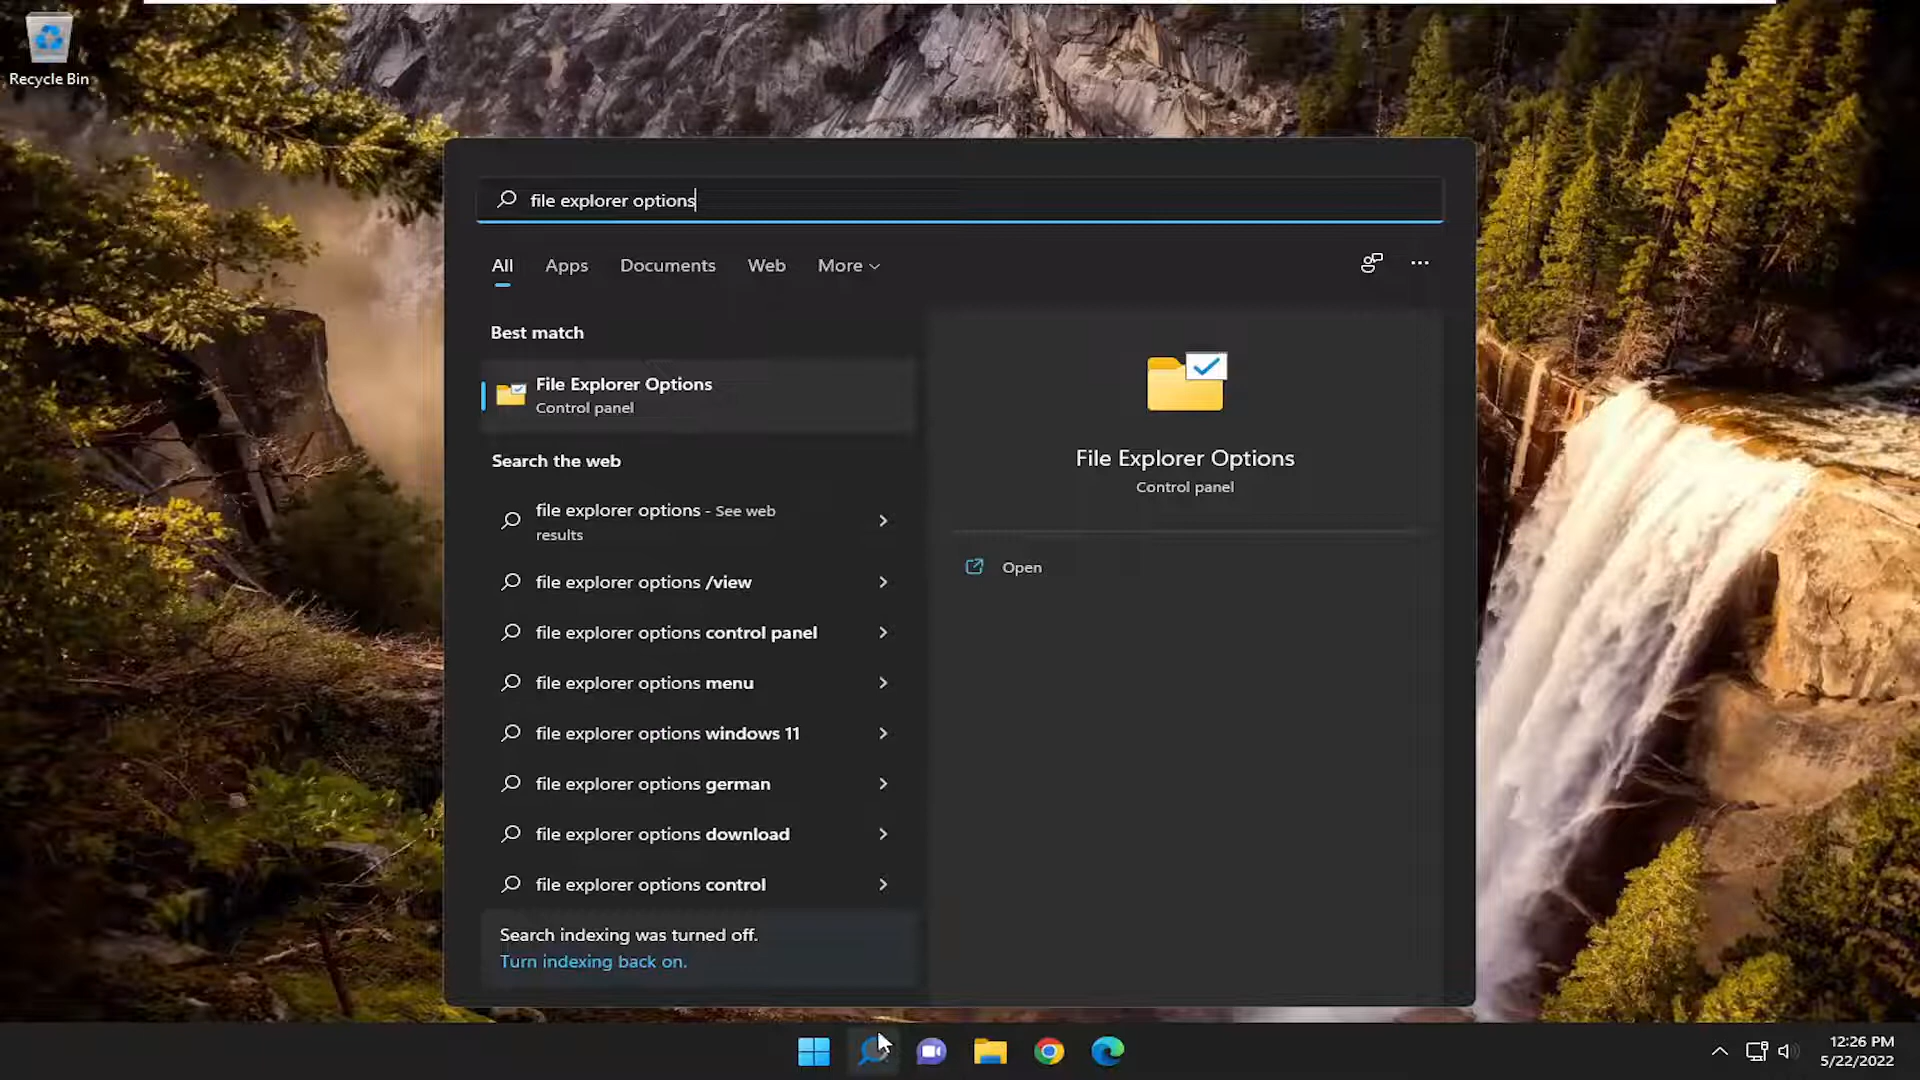 Recycle Bin
file explorer options
All Apps Documents Web More
Best match
File Explorer Options
Control panel
Search the web
file explorer options - See web
results
file explorer options /view
file explorer options control panel
file explorer options menu
file explorer options windows 11
file explorer options german
file explorer options download
file explorer options control
Search indexing was turned off.
Turn indexing back on.
File Explorer Options
Control panel
Open
12:26 PM
5/22/2022